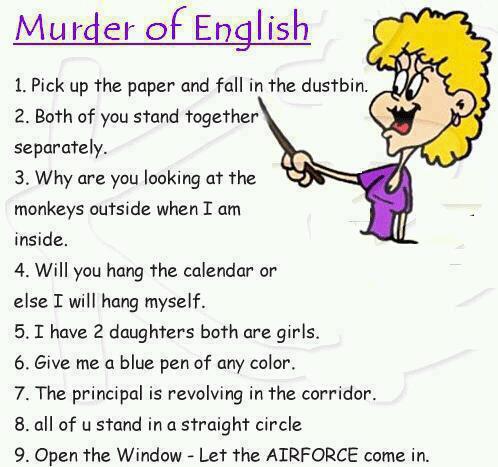 Murder of English
1. Pick up the paper and fall in the dustbin.
2. Both of you stand together
separately.
3. Why are you looking at the
monkeys outside when I am
inside.
4. Will you hang the calendar or
else I will hang myself.
5. I have 2 daughters both are girls.
6. Give me a blue pen of any color.
7. The principal is revolving in the corridor.
8. all of u stand in a straight circle
9. Open the Window - Let the AIRFORCE come in.